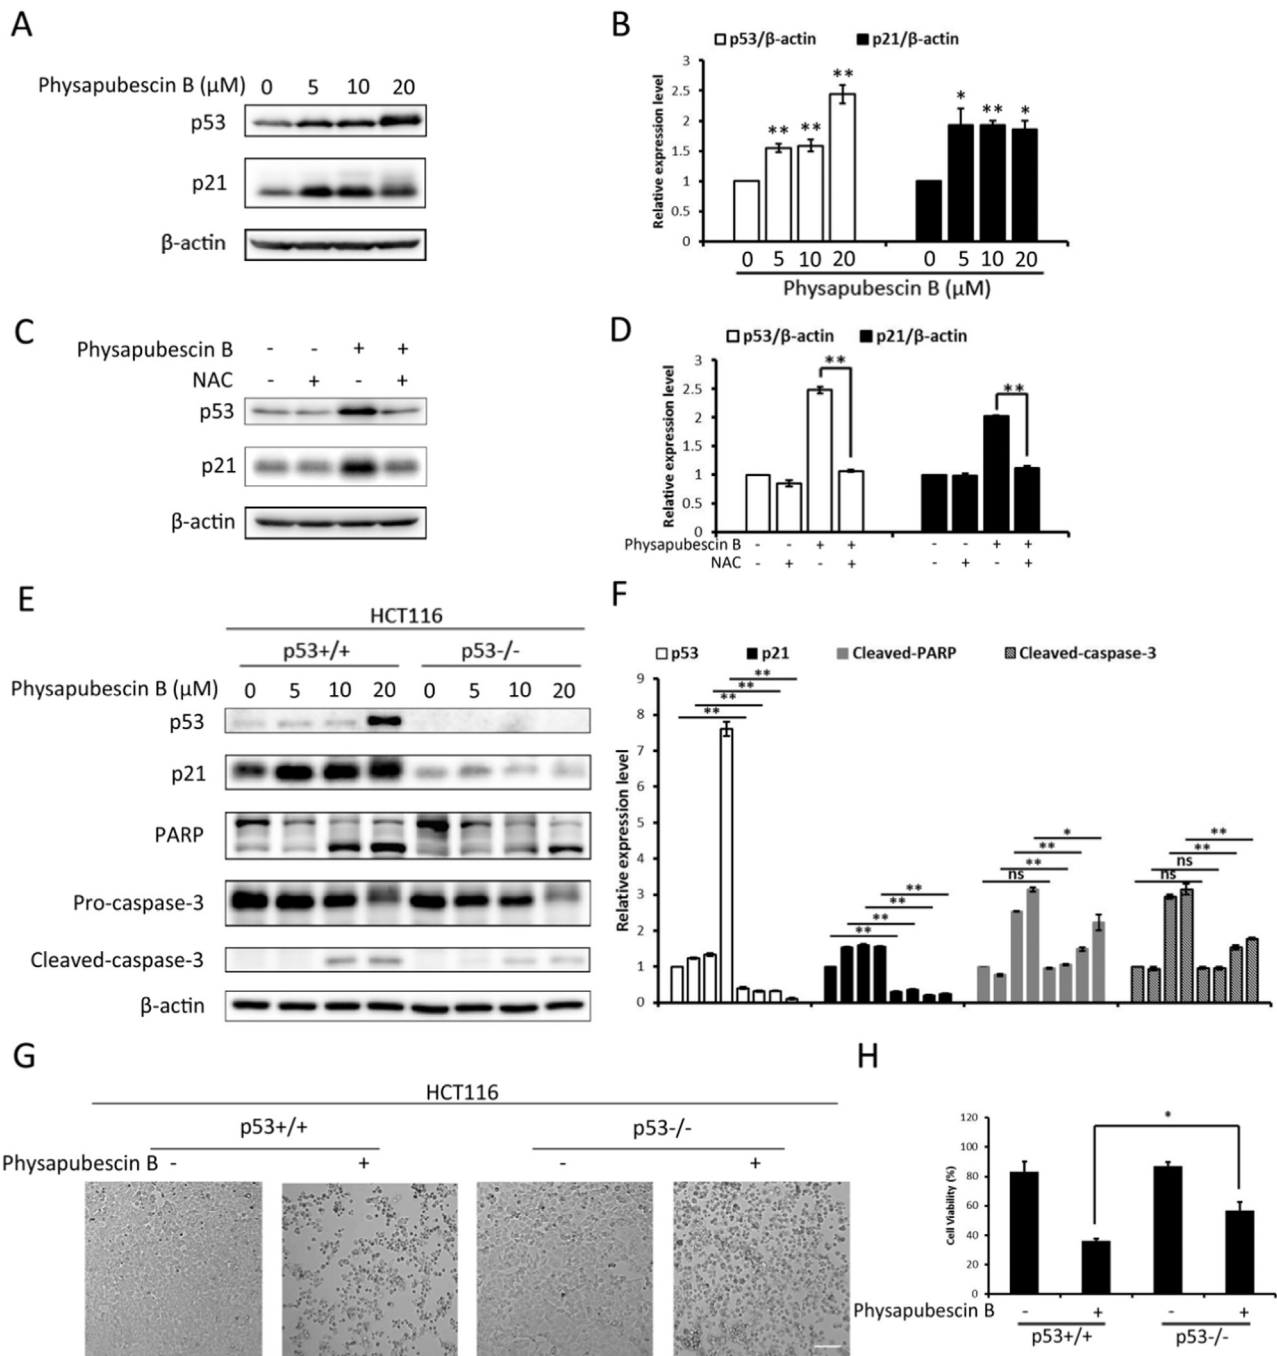 A
Physapubescin B (μM) 0 5 10 20
p53
p21
β-actin
B
p53/β-actin p21/β-actin
Relative expression level
3
2.5
2
1.5
1
0.5
0
** ** ** * ** *
0 5 10 20 0 5 10 20
Physapubescin B (μM)
C
Physapubescin B - - + +
NAC - + - +
p53
p21
β-actin
D
p53/β-actin p21/β-actin
Relative expression level
3
2.5
2
1.5
1
0.5
0
** **
Physapubescin B - - + + - - + +
NAC - + - + - + - +
E
HCT116
p53+/+ p53-/-
Physapubescin B (μM) 0 5 10 20 0 5 10 20
p53
p21
PARP
Pro-caspase-3
Cleaved-caspase-3
β-actin
F
p53 p21 Cleaved-PARP Cleaved-caspase-3
Relative expression level
9
8
7
6
5
4
3
2
1
0
** ** ** **
** ** ** **
ns ** ** *
ns ns ** **
G
HCT116
p53+/+ p53-/-
Physapubescin B - + - +
H
Cell Viability (%)
120
100
80
60
40
20
0
*
Physapubescin B - + - +
p53+/+ p53-/-